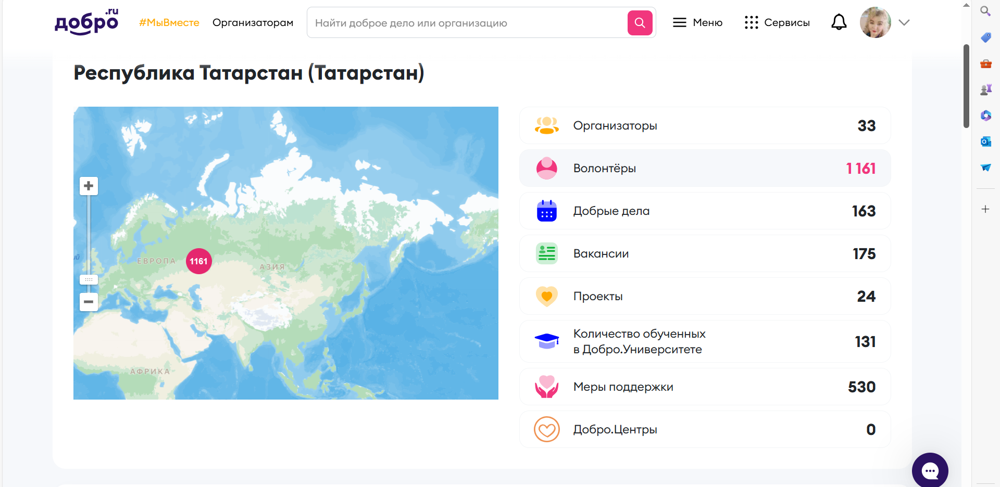 добро.ru
#МыВместе
Организаторам
Найти доброе дело или организацию
Меню
Сервисы
Республика Татарстан (Татарстан)
ий
ЕВРОПА
1161
АЗИЯ
АФРИКА
Организаторы 33
Волонтёры 1 161
Добрые дела 163
Вакансии 175
Проекты 24
Количество обученных
в Добро.Университете 131
Меры поддержки 530
Добро.Центры 0